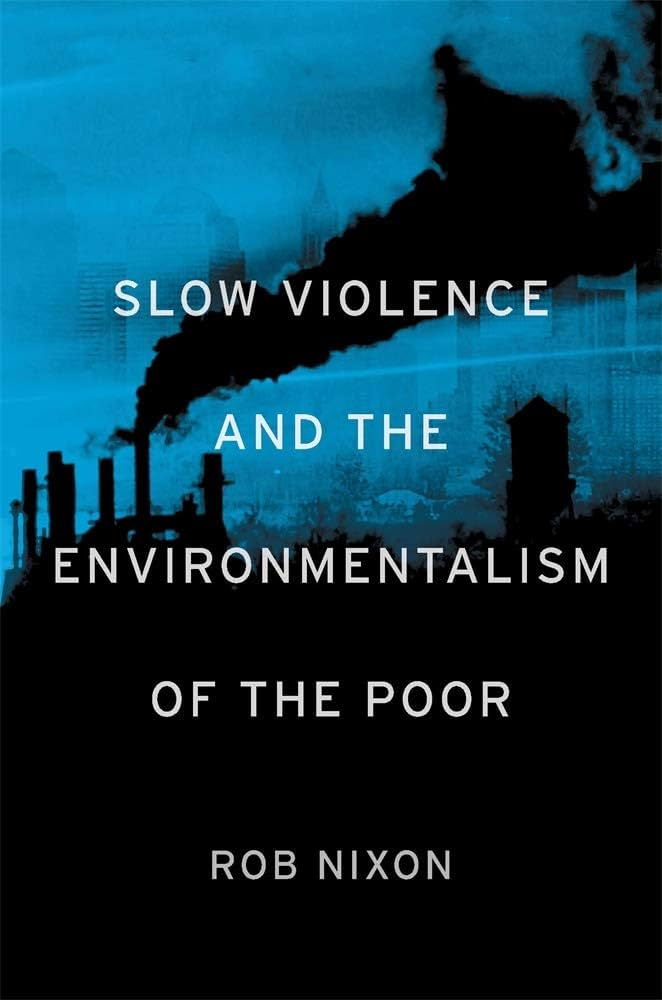 SLOW VIOLENCE
AND THE
ENVIRONMENTALISM
OF THE POOR
ROB NIXON